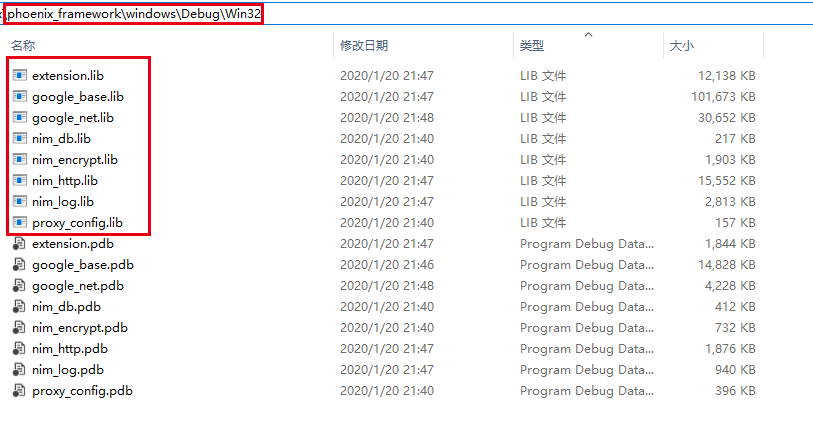 \phoenix_framework\windows\Debug\Win32
名称 修改日期 类型 大小
extension.lib 2020/1/20 21:47 LIB 文件 12,138 KB
google_base.lib 2020/1/20 21:47 LIB 文件 101,673 KB
google_net.lib 2020/1/20 21:48 LIB 文件 30,652 KB
nim_db.lib 2020/1/20 21:40 LIB 文件 217 KB
nim_encrypt.lib 2020/1/20 21:40 LIB 文件 1,903 KB
nim_http.lib 2020/1/20 21:47 LIB 文件 15,552 KB
nim_log.lib 2020/1/20 21:47 LIB 文件 2,813 KB
proxy_config.lib 2020/1/20 21:40 LIB 文件 157 KB
extension.pdb 2020/1/20 21:47 Program Debug Data... 1,844 KB
google_base.pdb 2020/1/20 21:46 Program Debug Data... 14,828 KB
google_net.pdb 2020/1/20 21:48 Program Debug Data... 4,228 KB
nim_db.pdb 2020/1/20 21:40 Program Debug Data... 412 KB
nim_encrypt.pdb 2020/1/20 21:40 Program Debug Data... 732 KB
nim_http.pdb 2020/1/20 21:47 Program Debug Data... 1,876 KB
nim_log.pdb 2020/1/20 21:47 Program Debug Data... 940 KB
proxy_config.pdb 2020/1/20 21:40 Program Debug Data... 396 KB